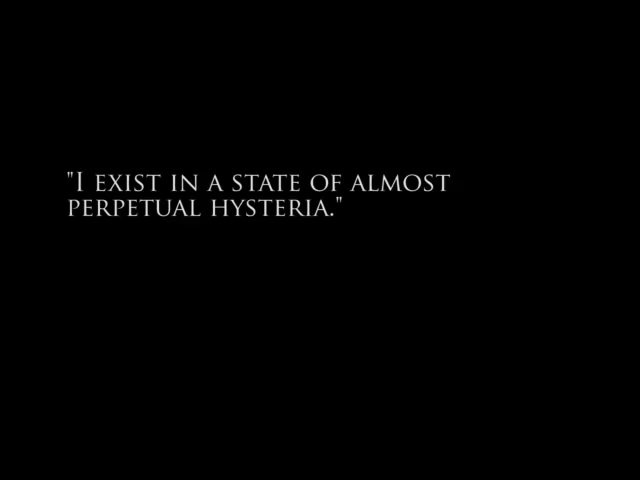 "I EXIST IN A STATE OF ALMOST
PERPETUAL HYSTERIA."